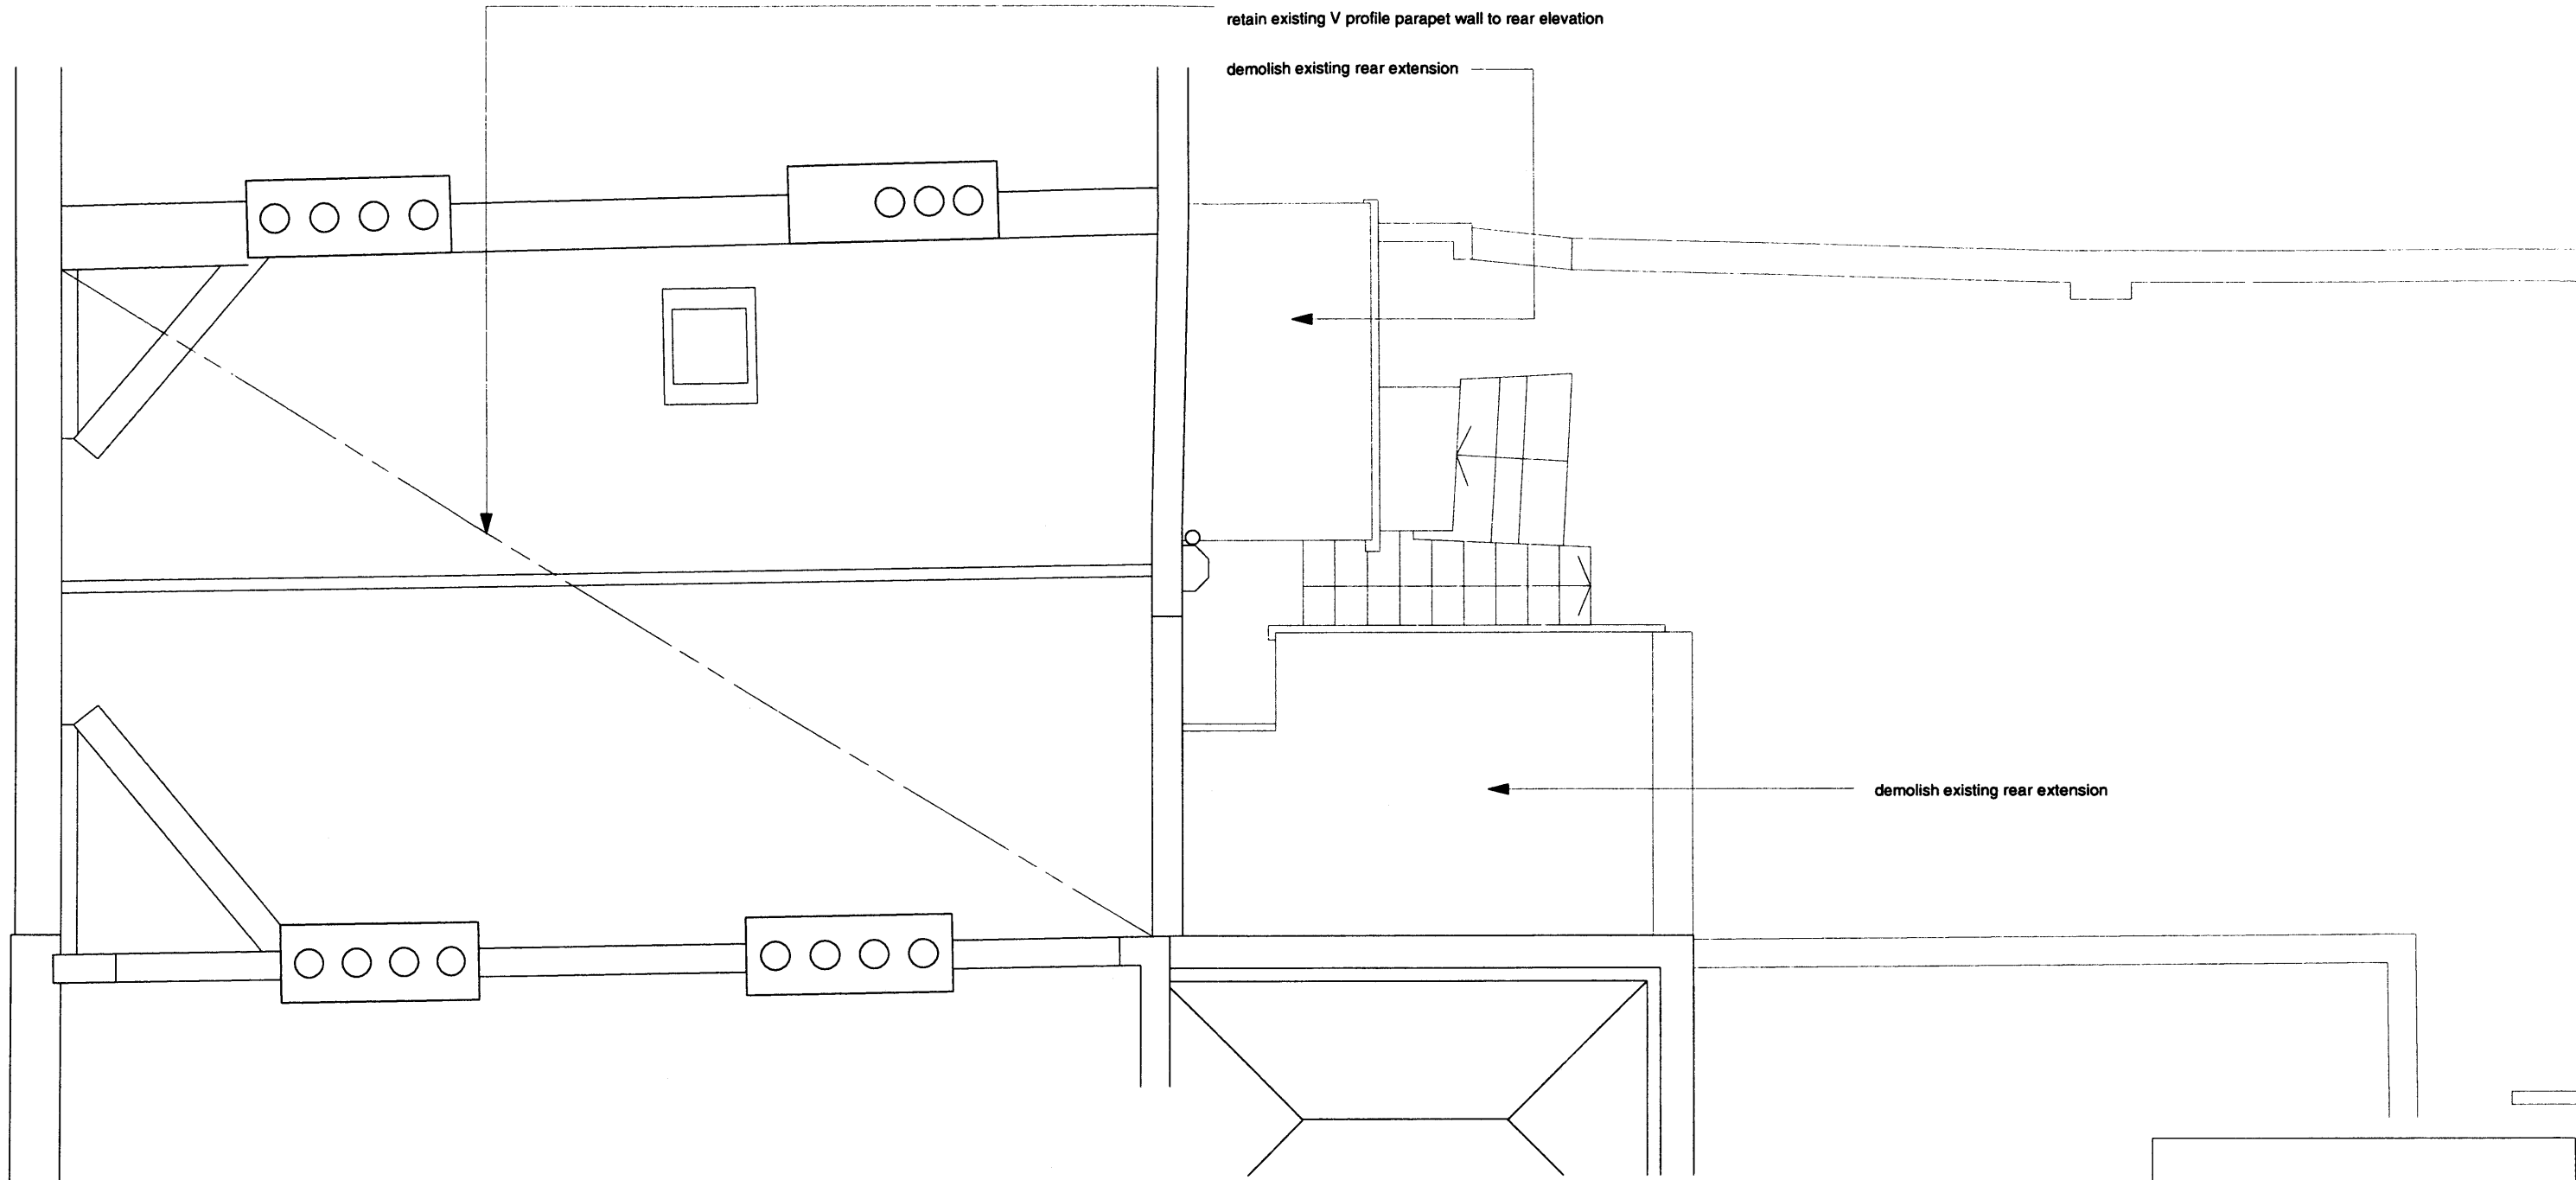 retain existing V profile parapet wall to rear elevation
demolish existing rear extension
demolish existing rear extension